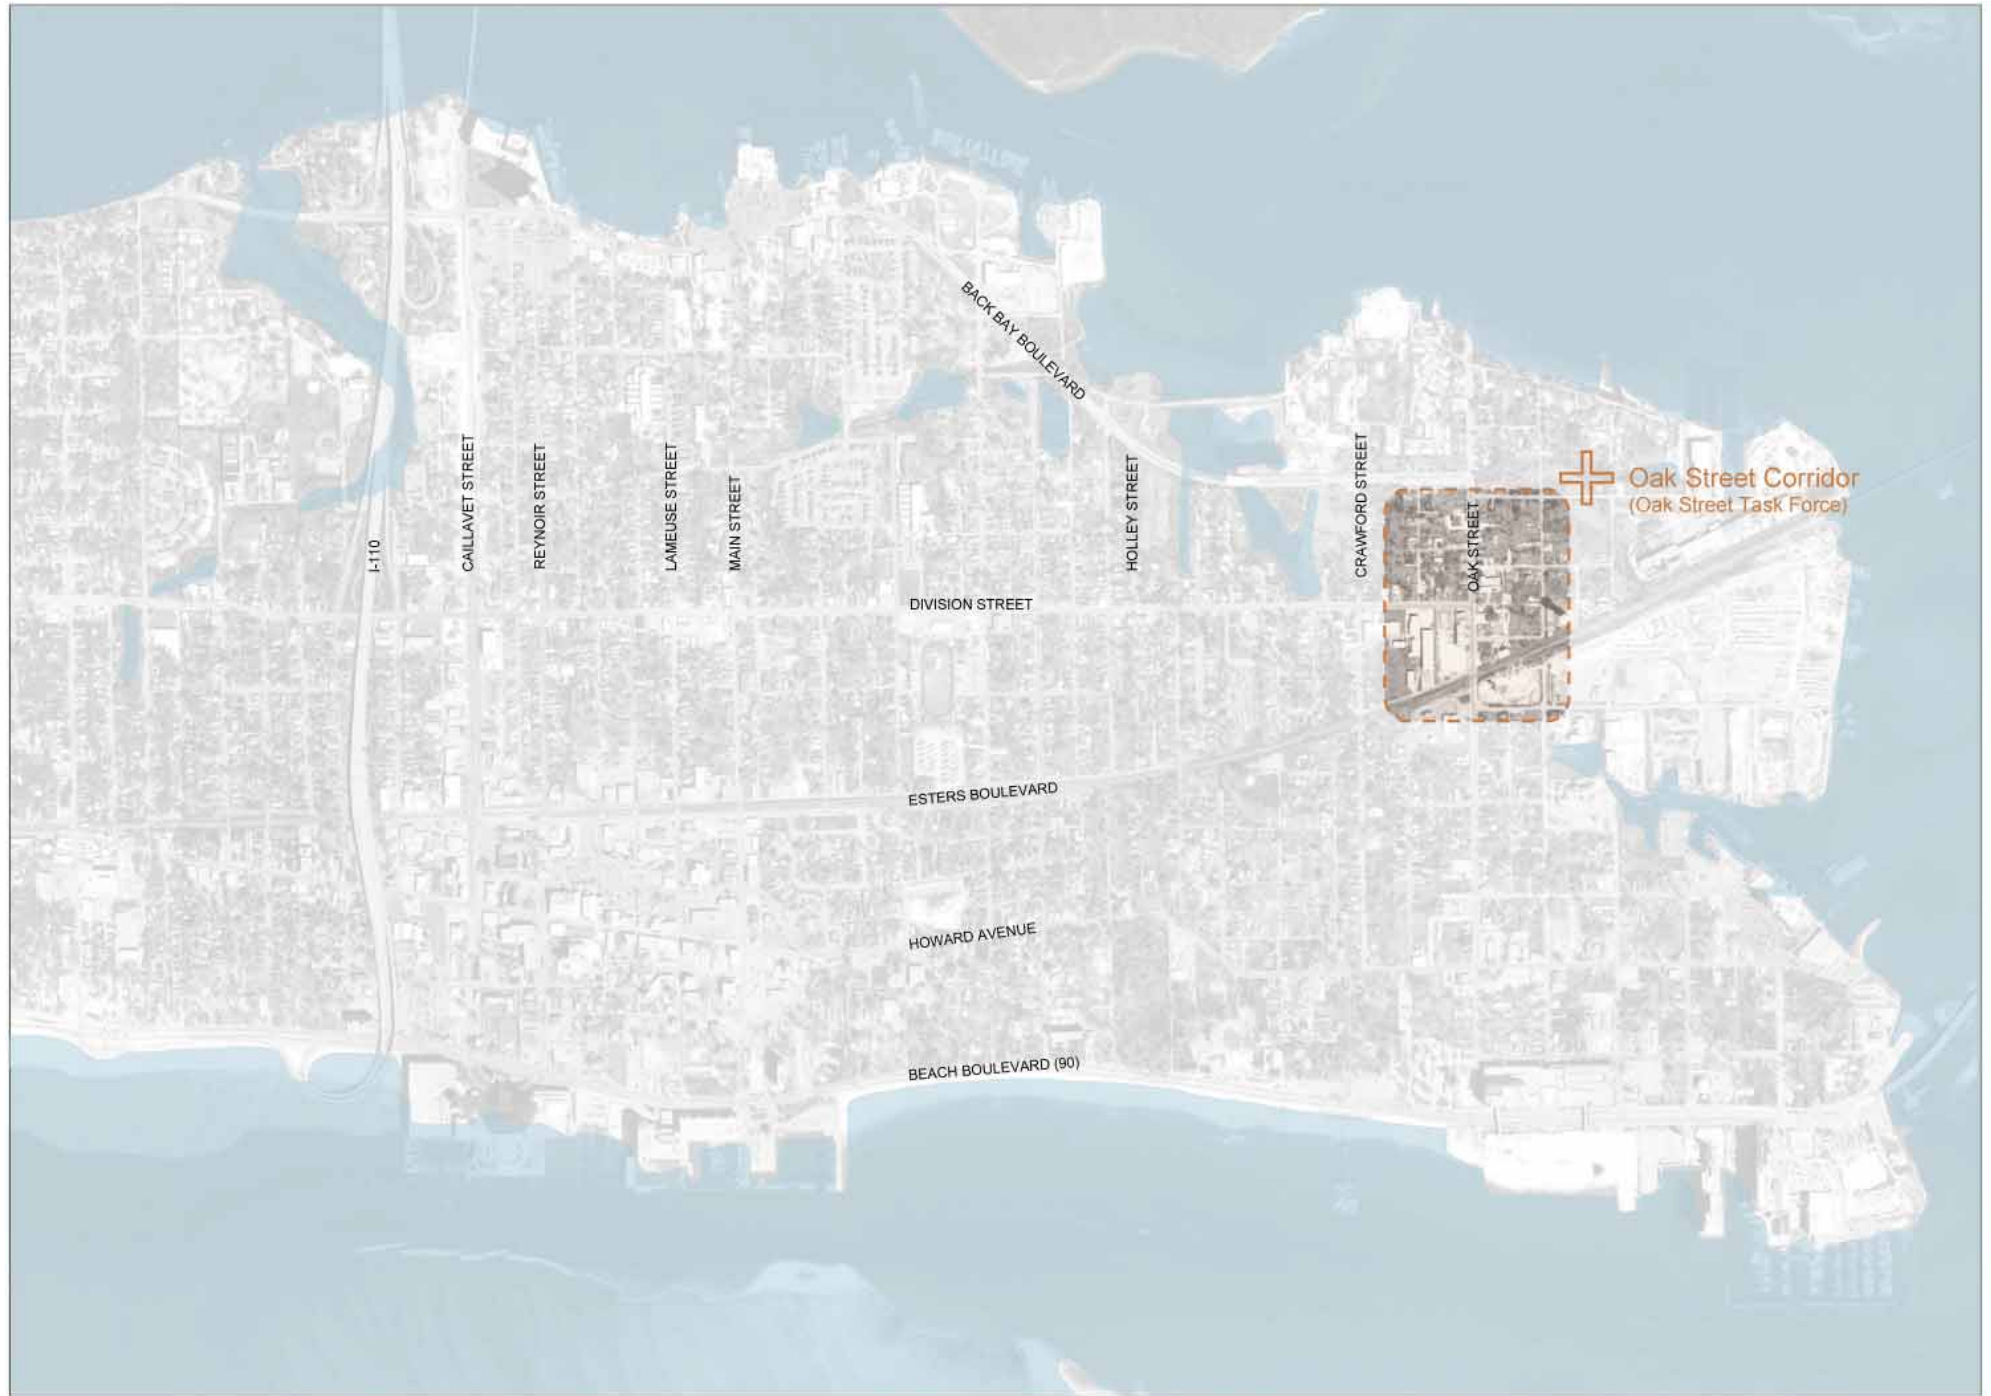 BACK BAY BOULEVARD
CAILLAVET STREET
REYNOIR STREET
LAMEUSE STREET
MAIN STREET
HOLLEY STREET
CRAWFORD STREET
OAK STREET
Oak Street Corridor
(Oak Street Task Force)
I-110
DIVISION STREET
ESTERS BOULEVARD
HOWARD AVENUE
BEACH BOULEVARD (90)